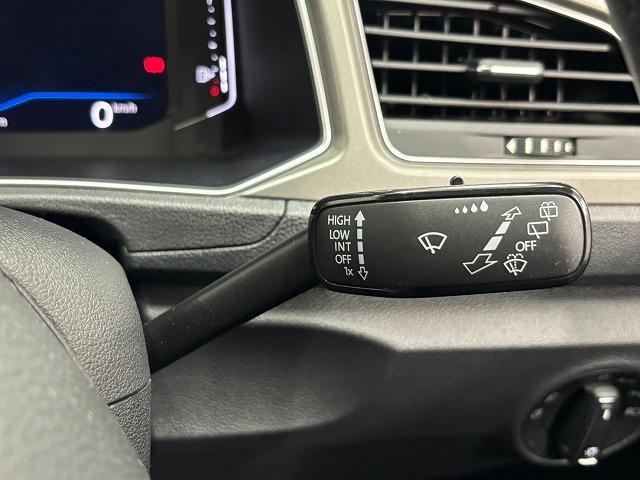 0 km/h
HIGH
LOW
INT
OFF
1x
OFF